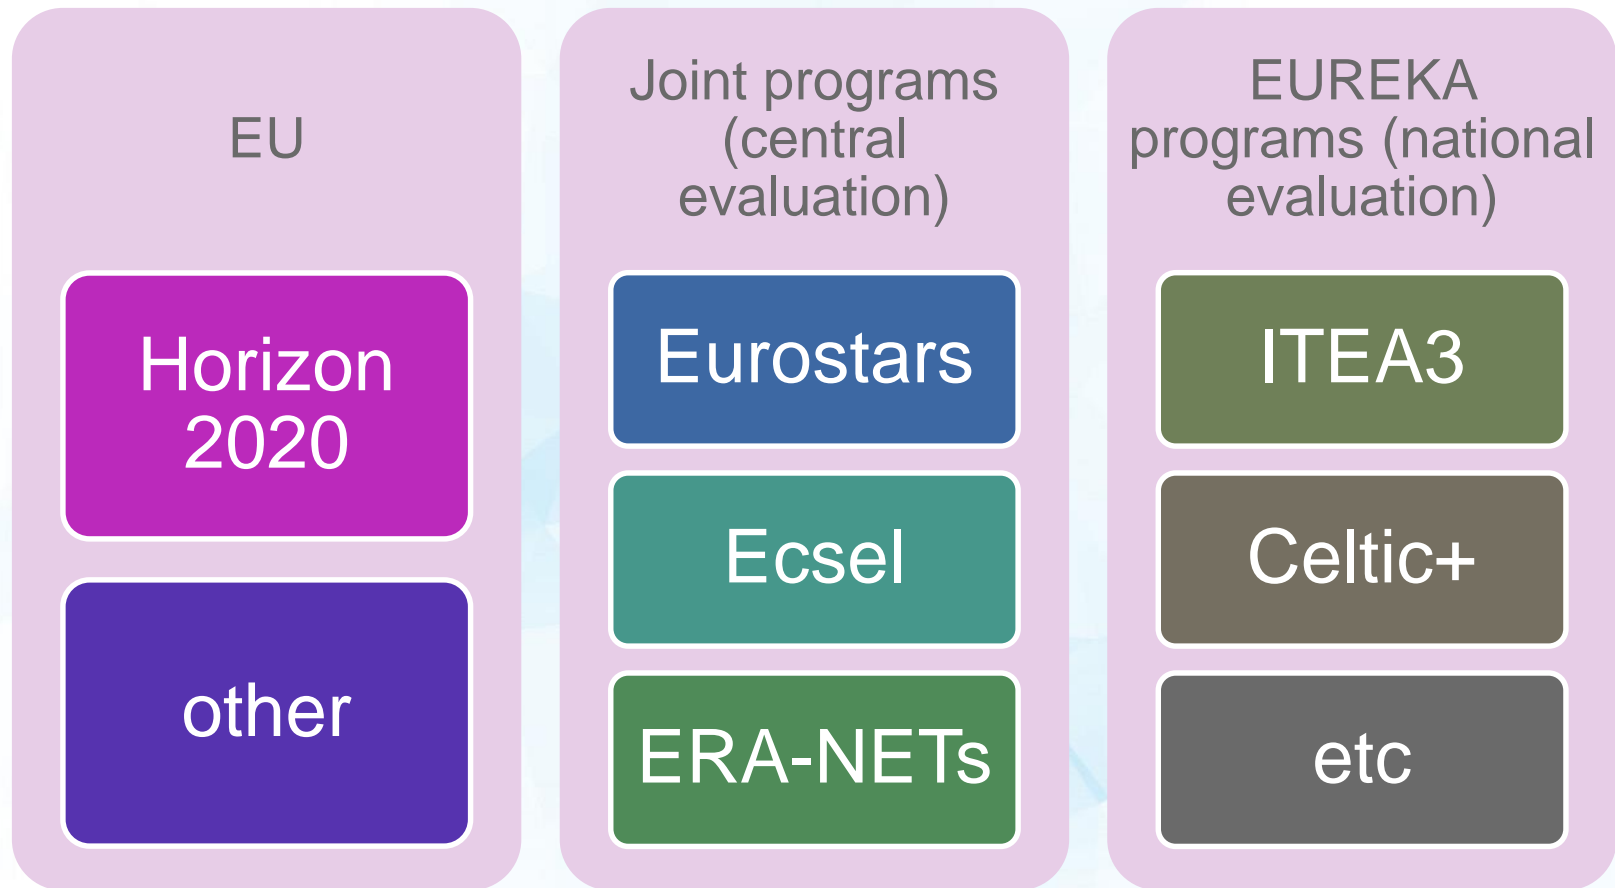 EU
Horizon
2020
other
Joint programs
(central
evaluation)
Eurostars
Ecsel
ERA-NETs
EUREKA
programs (national
evaluation)
ITEA3
Celtic+
etc